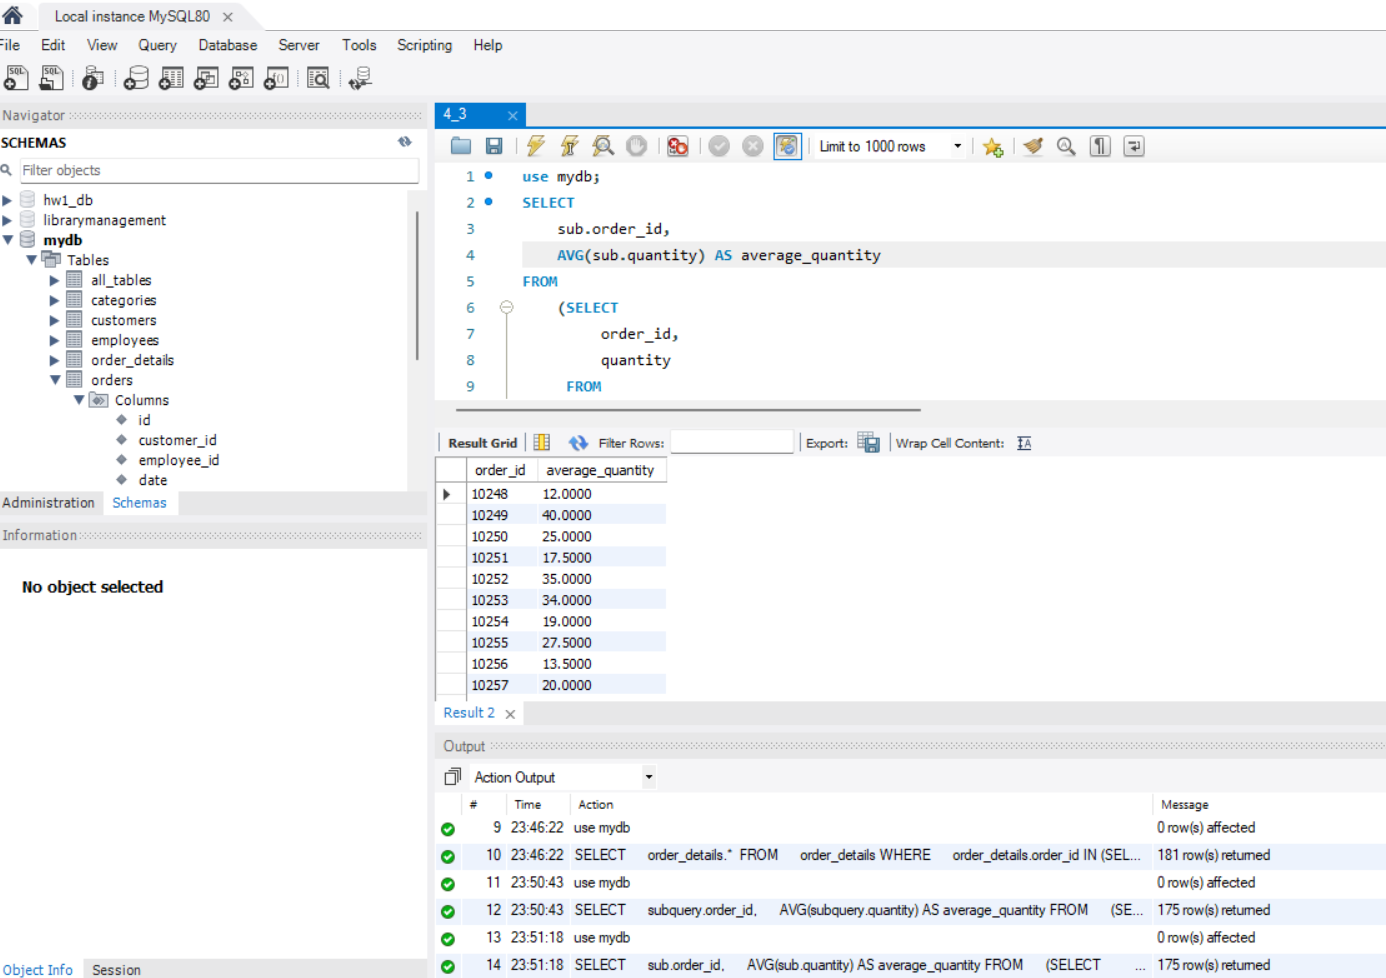 Local instance MySQL80
File Edit View Query Database Server Tools Scripting Help
Navigator
SCHEMAS
Filter objects
hw1_db
librarymanagement
mydb
Tables
all_tables
categories
customers
employees
order_details
orders
Columns
id
customer_id
employee_id
date
Administration Schemas
Information
No object selected
Object Info Session
4_3
Limit to 1000 rows
1 use mydb;
2 SELECT
3 sub.order_id,
4 AVG(sub.quantity) AS average_quantity
5 FROM
6 (SELECT
7 order_id,
8 quantity
9 FROM
Result Grid Filter Rows: Export: Wrap Cell Content:
order_id average_quantity
10248 12.0000
10249 40.0000
10250 25.0000
10251 17.5000
10252 35.0000
10253 34.0000
10254 19.0000
10255 27.5000
10256 13.5000
10257 20.0000
Result 2
Output
Action Output
# Time Action Message
9 23:46:22 use mydb 0 row(s) affected
10 23:46:22 SELECT order_details.* FROM order_details WHERE order_details.order_id IN (SEL... 181 row(s) returned
11 23:50:43 use mydb 0 row(s) affected
12 23:50:43 SELECT subquery.order_id, AVG(subquery.quantity) AS average_quantity FROM (SE... 175 row(s) returned
13 23:51:18 use mydb 0 row(s) affected
14 23:51:18 SELECT sub.order_id, AVG(sub.quantity) AS average_quantity FROM (SELECT ... 175 row(s) returned